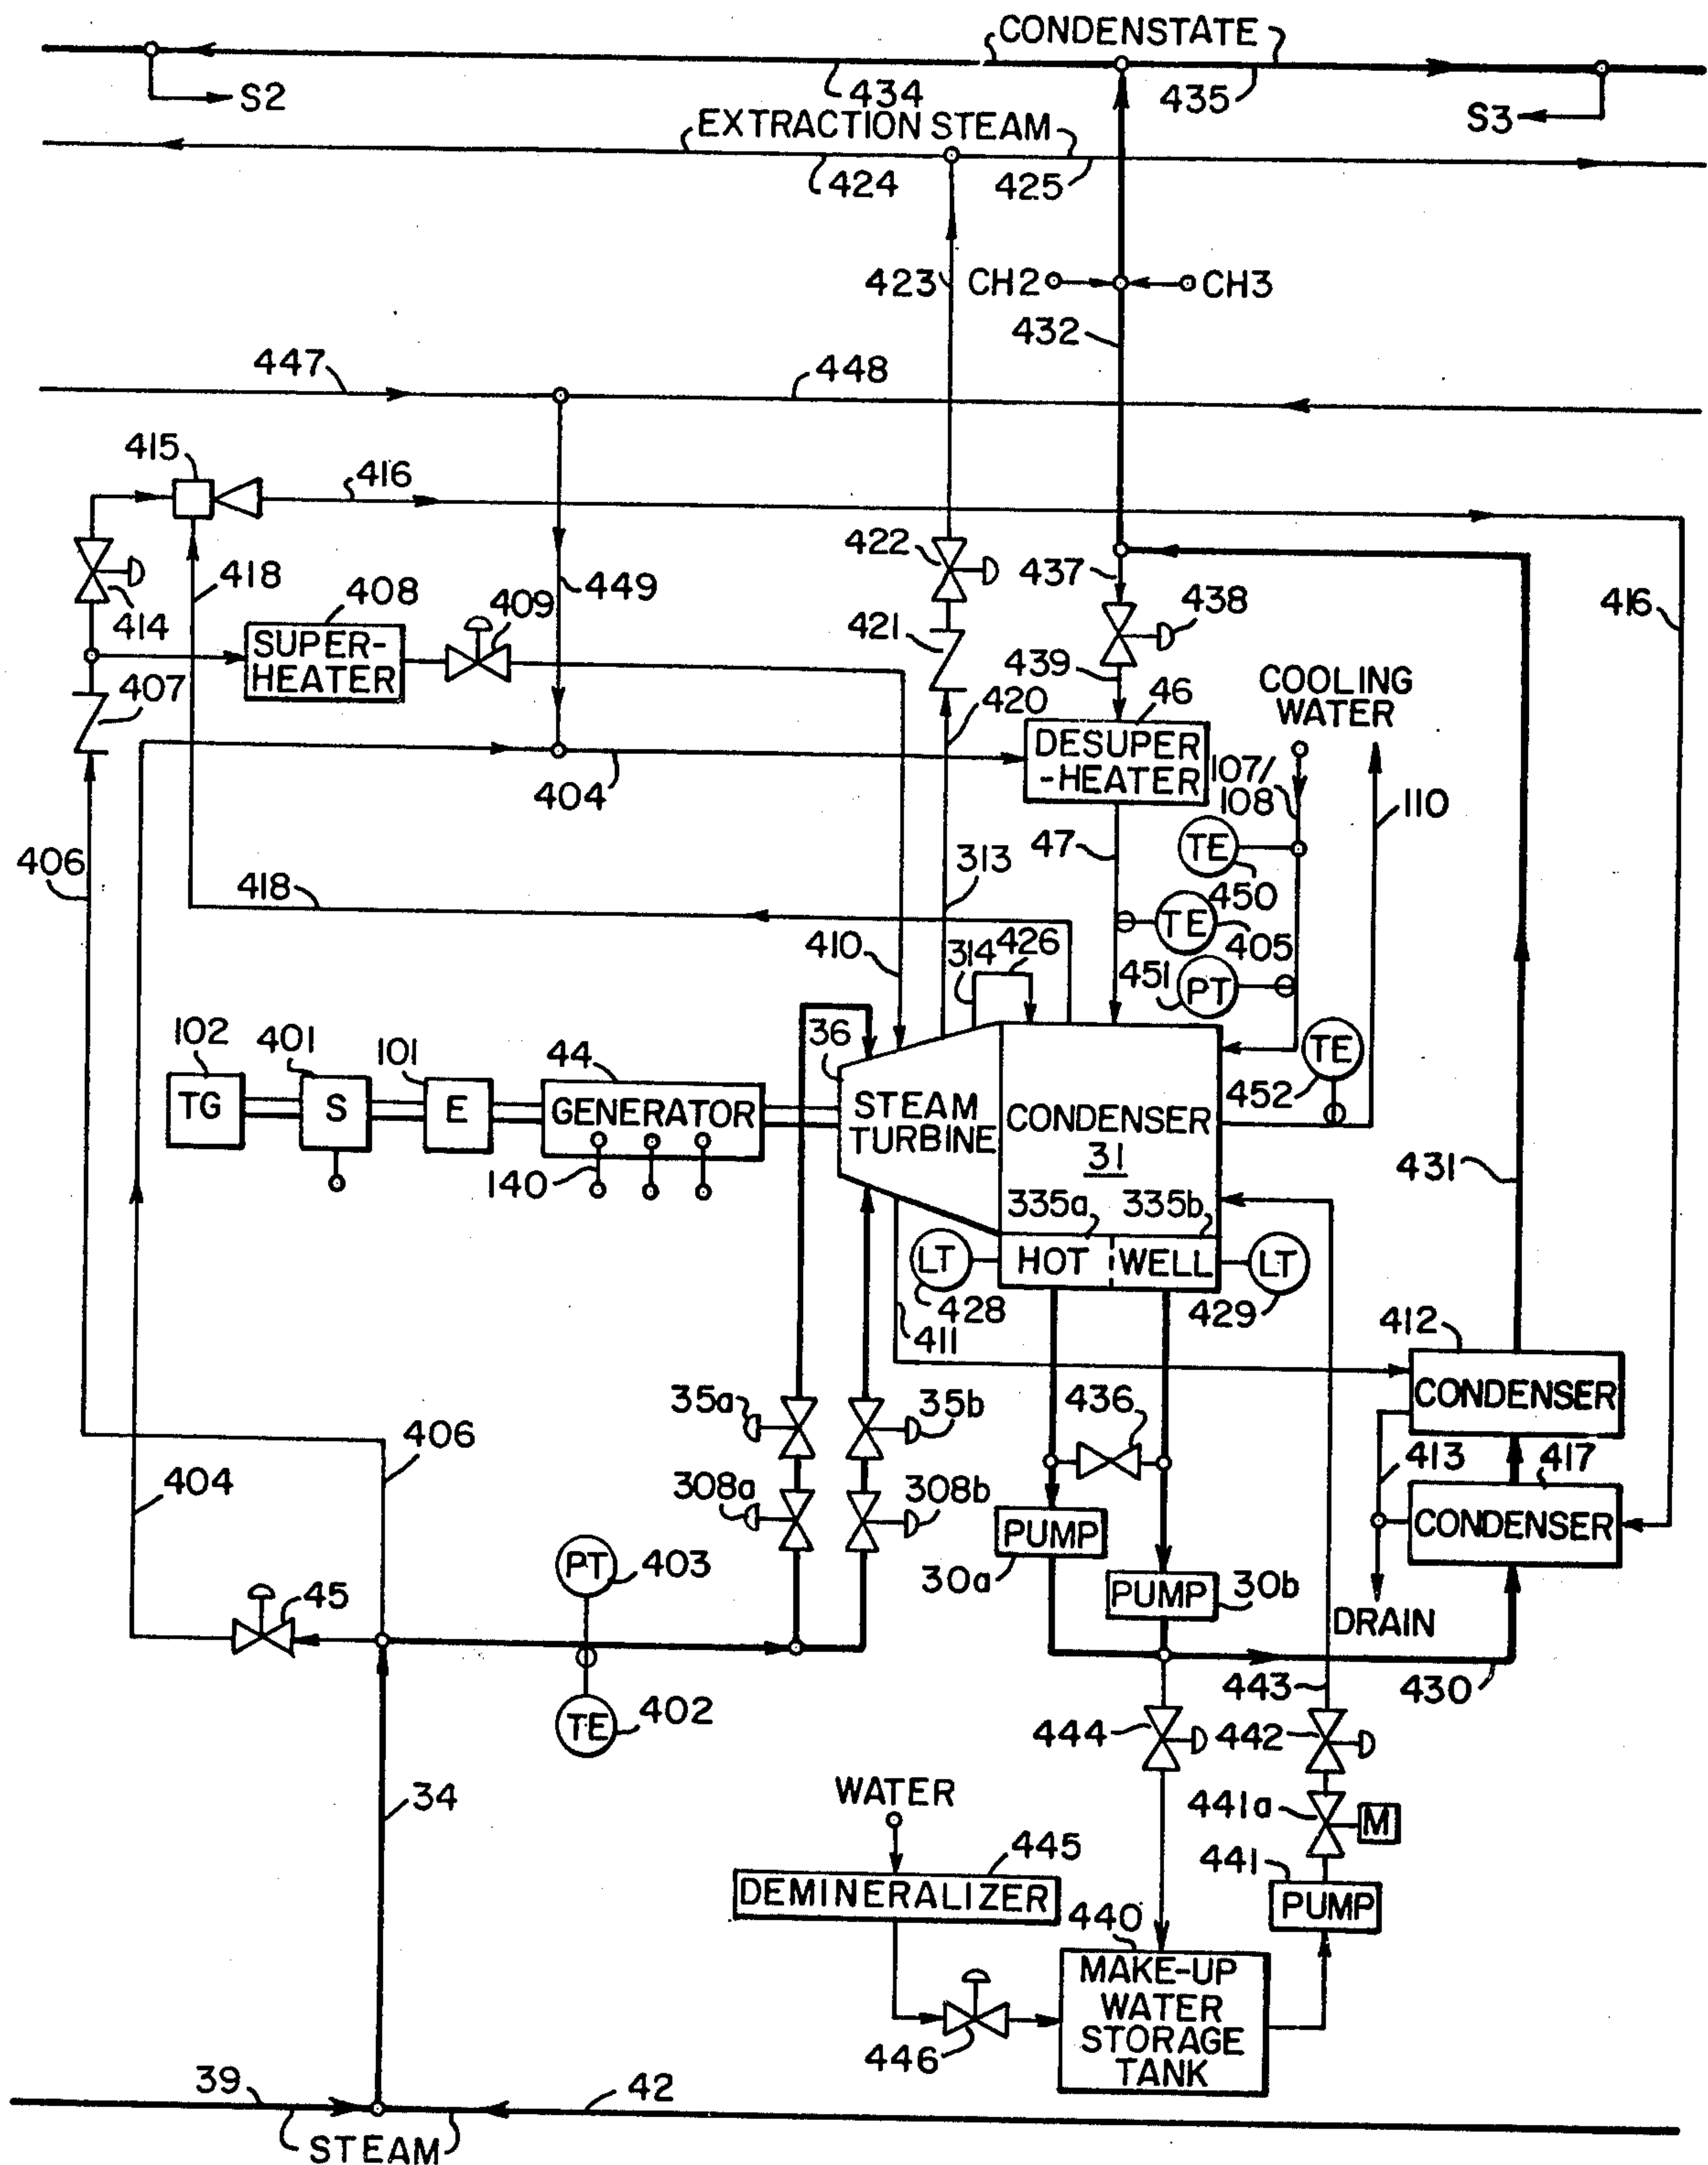 CONDENSTATE
S2
434
435
S3
EXTRACTION STEAM
424
425
423
CH2
CH3
432
447
448
415
416
422
437
438
416
418
408
449
409
414
SUPER-
HEATER
421
439
COOLING
WATER
407
420
46
DESUPER
-HEATER
107/
108
110
404
406
47
TE
450
418
313
TE
405
410
314
426
451
PT
102
401
101
44
36
TE
452
TG
S
E
GENERATOR
STEAM
TURBINE
CONDENSER
31
140
431
335a
335b
LT
HOT
WELL
LT
428
429
411
412
CONDENSER
35a
35b
436
406
413
417
404
308a
308b
CONDENSER
PUMP
PT
403
30a
PUMP
30b
45
DRAIN
443
430
TE
402
444
442
34
WATER
441a
M
445
441
DEMINERALIZER
PUMP
440
MAKE-UP
WATER
STORAGE
TANK
446
39
42
STEAM